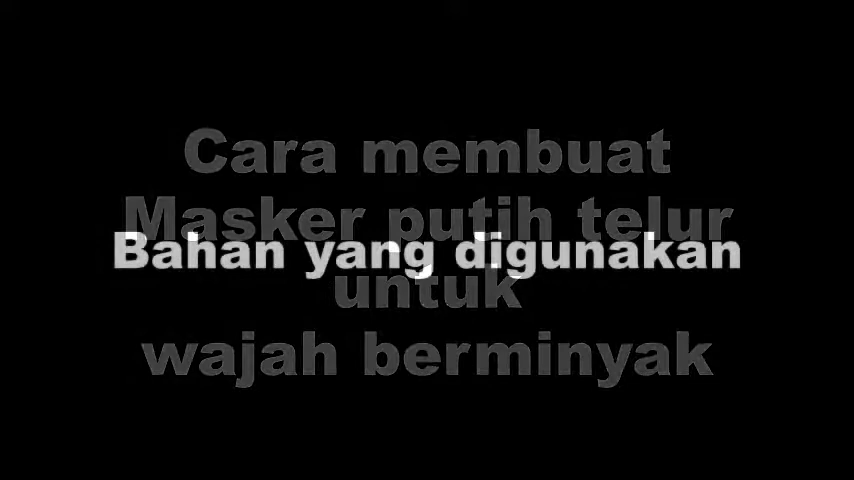 Cara membuat
Masker putih telur
Bahan yang digunakan
untuk
wajah berminyak